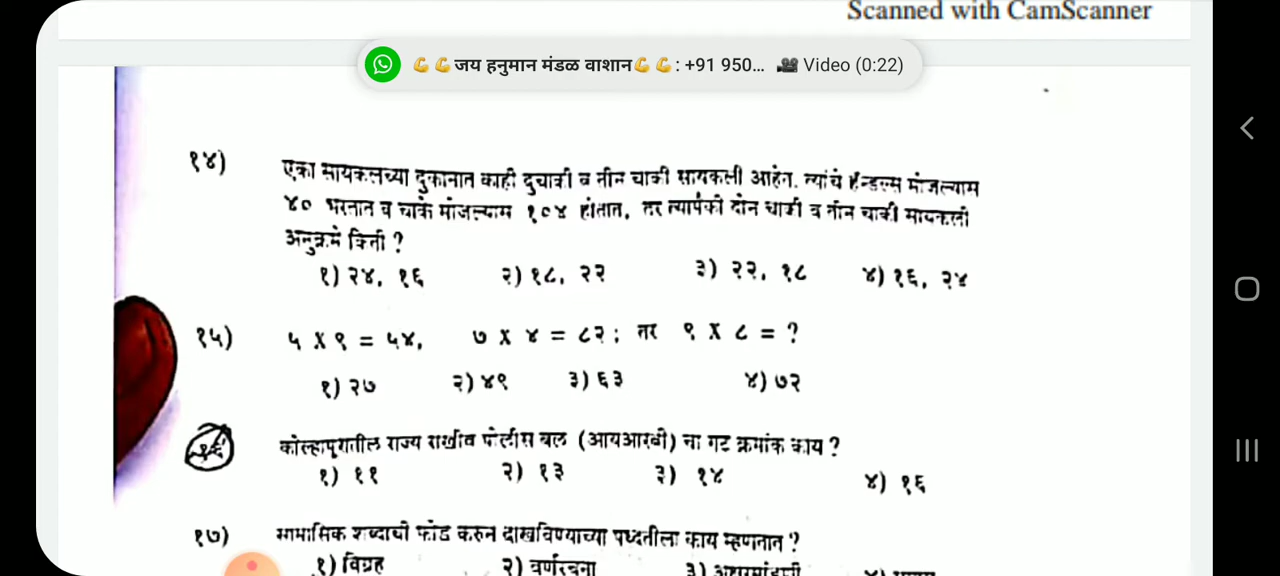 Scanned with CamScanner
💪💪जय हनुमान मंडळ वाशान💪💪: +91 950... 🎥 Video (0:22)
१४) एका सायकलच्या दुकानात काही दुचाकी व तीन चाकी सायकली आहेत. त्यांचे हॅन्डल्स मोजल्यास
४० भरतात व चाके मोजल्यास १०४ होतात, तर त्यापैकी दोन चाकी व तीन चाकी सायकली
अनुक्रमे किती ?
१) २४, १६ २) १८, २२ ३) २२, १८ ४) १६, २४
१५) ५ X ९ = ५४, ७ X ४ = ८२ ; तर ९ X ८ = ?
१) २७ २) ४९ ३) ६३ ४) ७२
कोल्हापुरातील राज्य राखीव पोलीस बल (आयआरबी) चा गट क्रमांक काय ?
१) ११ २) १३ ३) १४ ४) १६
१७) सामासिक शब्दाची फोड करुन दाखविण्याच्या पध्दतीला काय म्हणतात ?
१) विग्रह २) वर्णरचना ३)